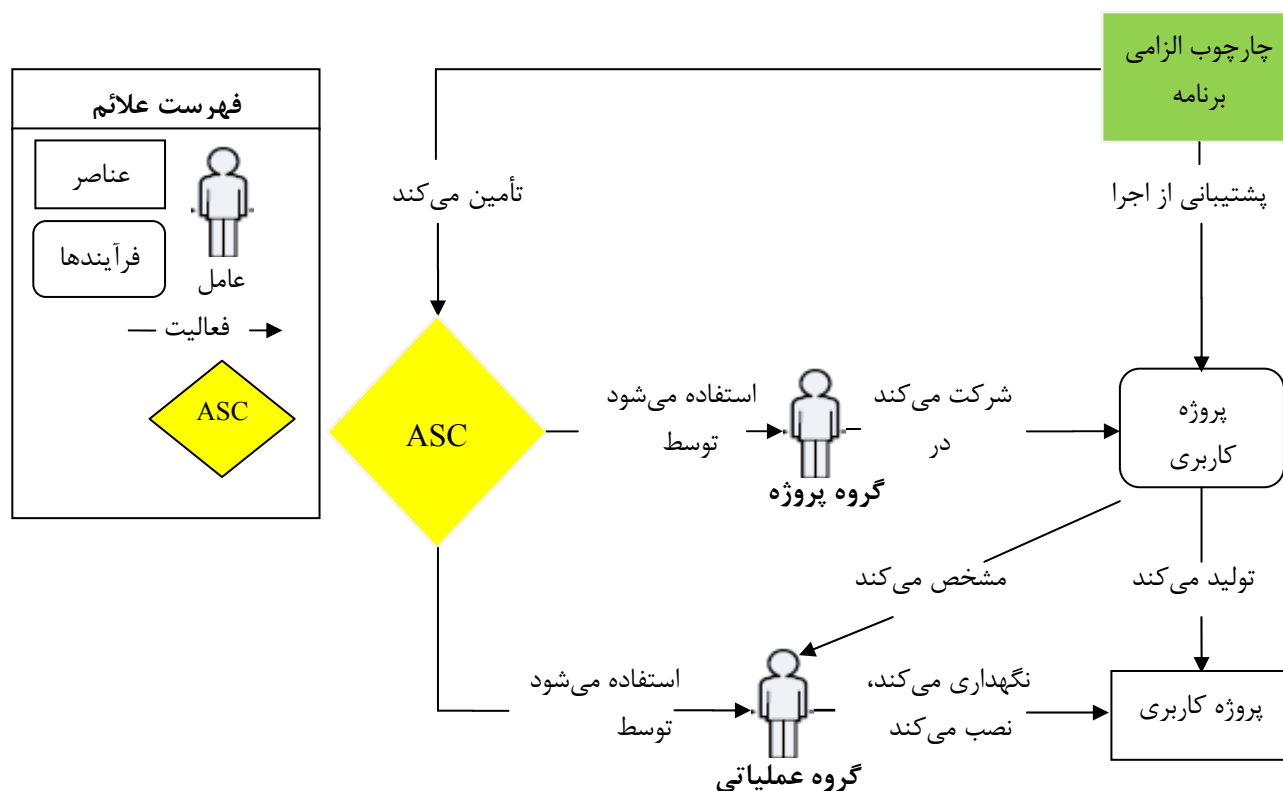 چارچوب الزامی
برنامه
فهرست علائم
عناصر
فرآیندها
عامل
فعالیت
ASC
تأمین می‌کند
پشتیبانی از اجرا
ASC
استفاده می‌شود
توسط
گروه پروژه
شرکت می‌کند
در
پروژه
کاربری
مشخص می‌کند
تولید می‌کند
استفاده می‌شود
توسط
گروه عملیاتی
نگهداری می‌کند،
نصب می‌کند
پروژه کاربری